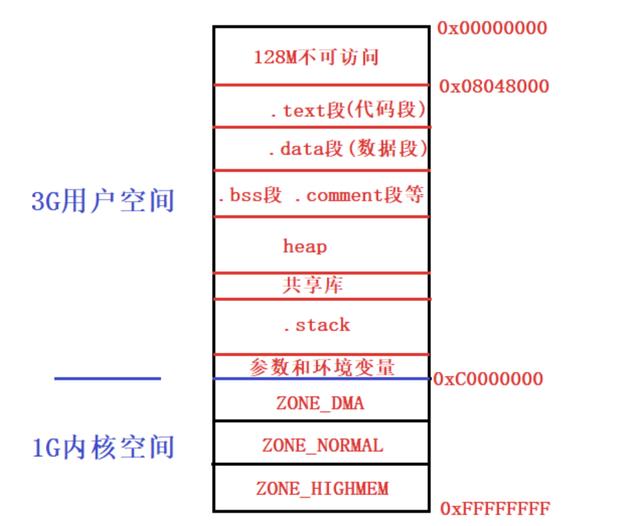 0x00000000
128M不可访问
0x08048000
.text段(代码段)
.data段(数据段)
3G用户空间
.bss段 .comment段等
heap
共享库
.stack
参数和环境变量
0xC0000000
ZONE_DMA
1G内核空间
ZONE_NORMAL
ZONE_HIGHMEM
0xFFFFFFFF